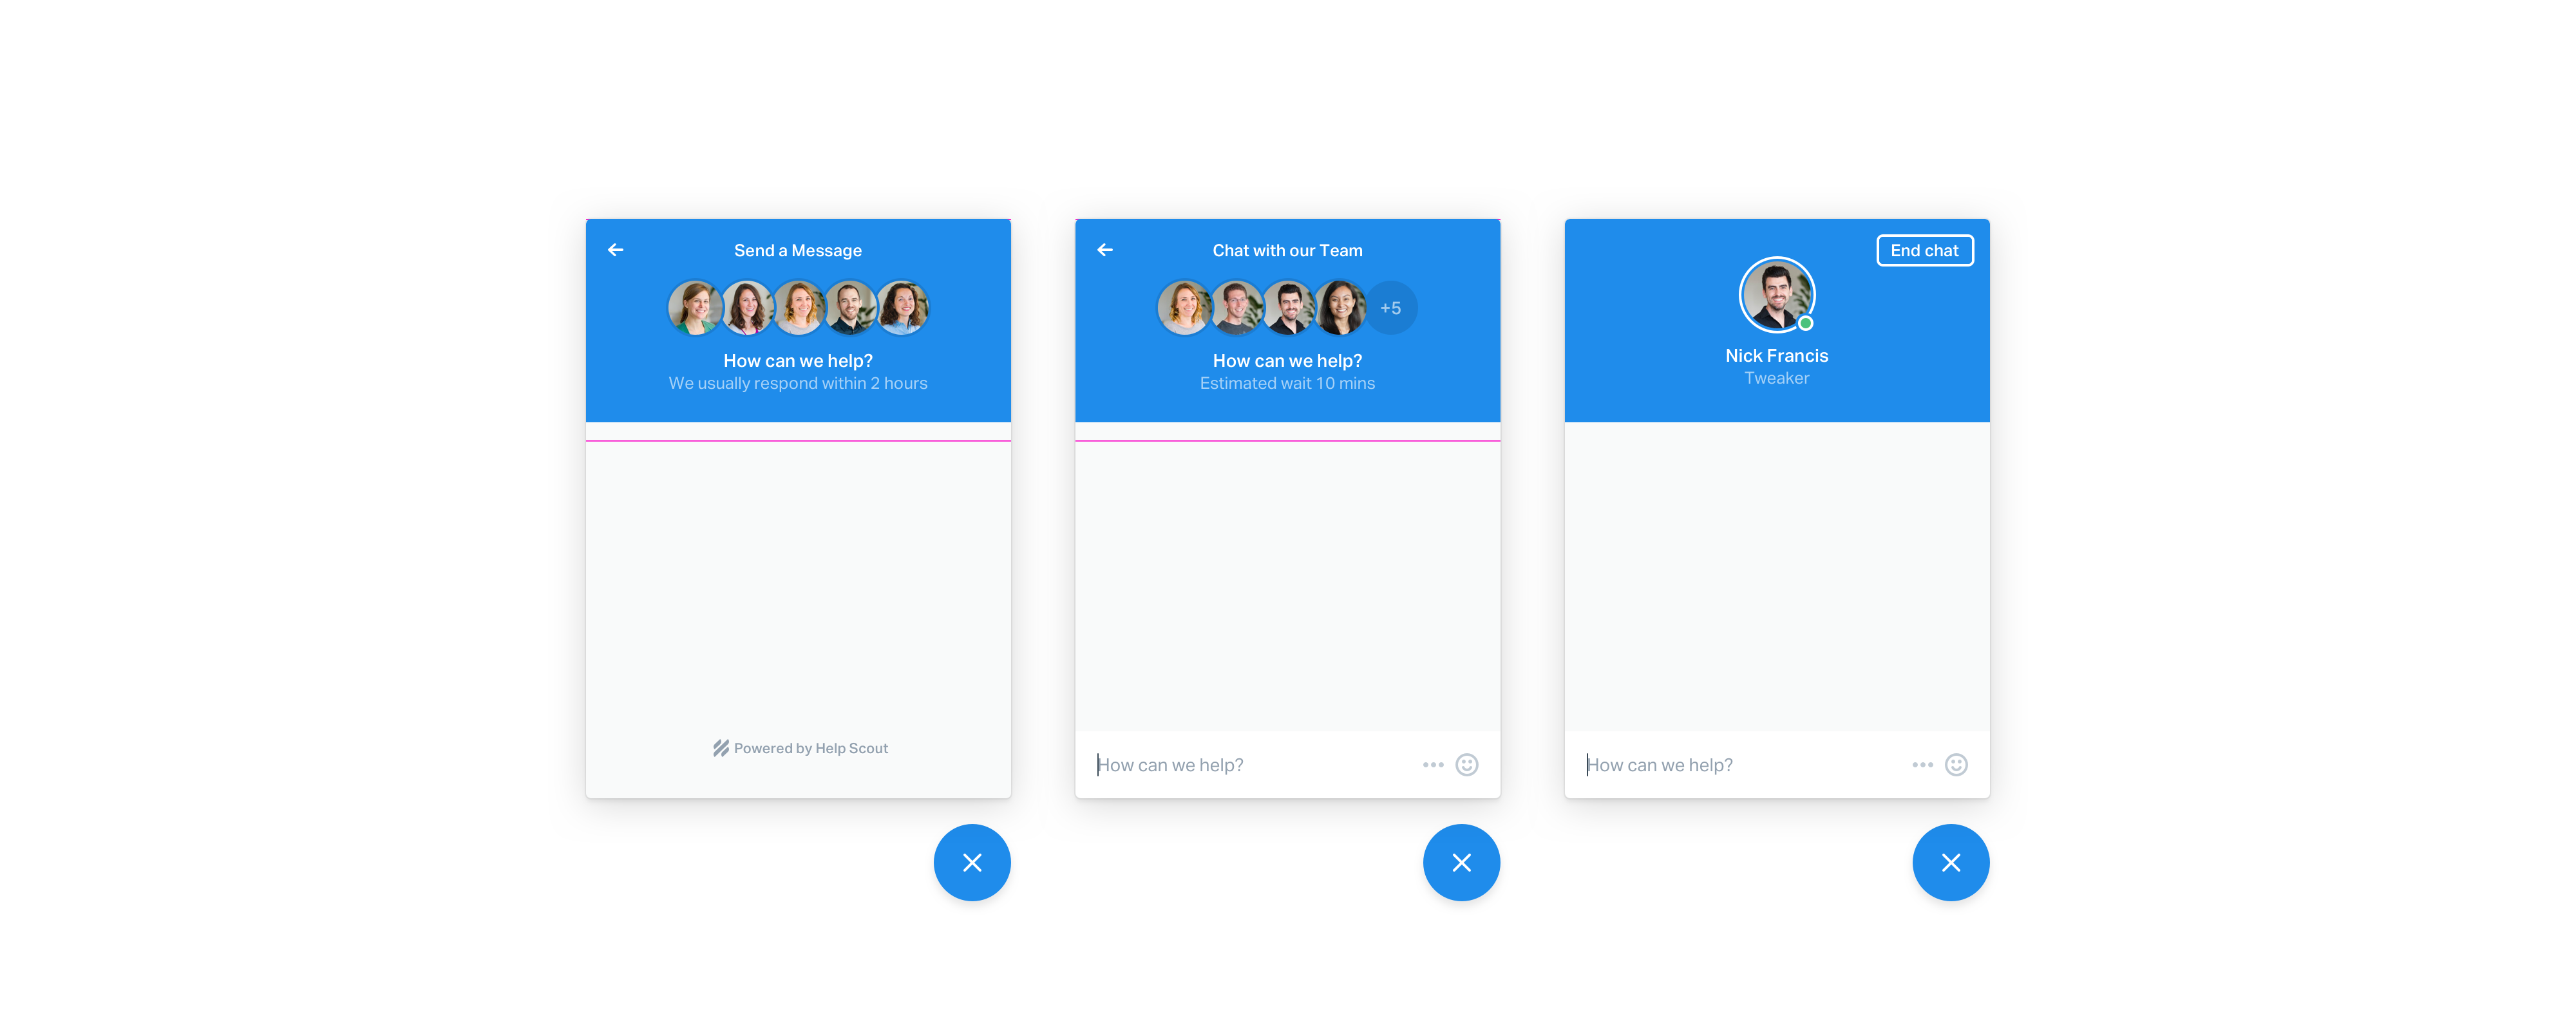 Send a Message
How can we help?
We usually respond within 2 hours
Powered by Help Scout
Chat with our Team
+5
How can we help?
Estimated wait 10 mins
How can we help?
End chat
Nick Francis
Tweaker
How can we help?